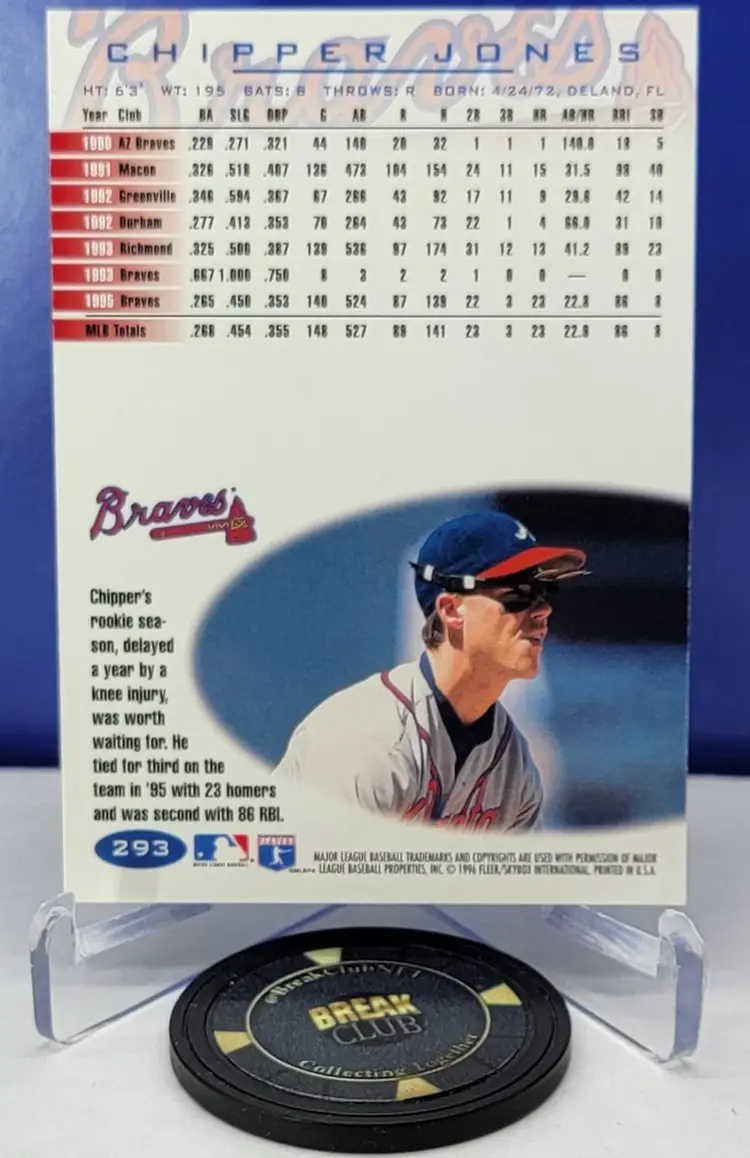 CHIPPER JONES
HT: 6'3" WT: 195 BATS: B THROWS: R BORN: 4/24/72, DELAND, FL
Year Club BA SLG OBP G AB R H 2B 3B HR AB/HR RBI SB
1990 AZ Braves .229 .271 .321 44 140 20 32 1 1 1 140.0 18 5
1991 Macon .326 .518 .407 136 473 104 154 24 11 15 31.5 98 40
1992 Greenville .346 .594 .367 67 266 43 92 17 11 9 29.6 42 14
1992 Durham .277 .413 .353 70 264 43 73 22 1 4 66.0 31 10
1993 Richmond .325 .500 .387 139 536 97 174 31 12 13 41.2 89 23
1993 Braves .667 1.000 .750 8 3 2 2 1 0 0 — 0 0
1995 Braves .265 .450 .353 140 524 87 139 22 3 23 22.8 86 8
MLB Totals .268 .454 .355 148 527 89 141 23 3 23 22.9 86 8
Braves
Chipper's
rookie sea-
son, delayed
a year by a
knee injury,
was worth
waiting for. He
tied for third on the
team in '95 with 23 homers
and was second with 86 RBI.
293
MAJOR LEAGUE BASEBALL TRADEMARKS AND COPYRIGHTS ARE USED WITH PERMISSION OF MAJOR
LEAGUE BASEBALL PROPERTIES, INC. © 1996 FLEER/SKYBOX INTERNATIONAL. PRINTED IN U.S.A.
@BreakClubNET
BREAK
CLUB
Collecting Together